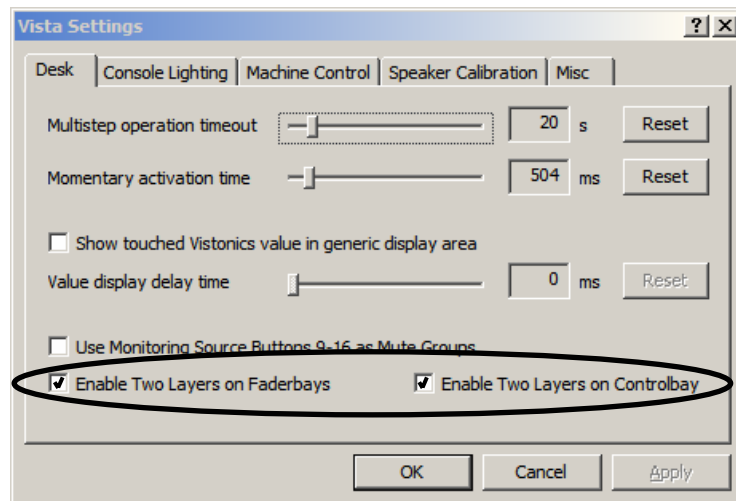 Vista Settings
Desk Console Lighting Machine Control Speaker Calibration Misc
Multistep operation timeout 20 s Reset
Momentary activation time 504 ms Reset
Show touched Vistonics value in generic display area
Value display delay time 0 ms Reset
Use Monitoring Source Buttons 9-16 as Mute Groups
Enable Two Layers on Faderbays Enable Two Layers on Controlbay
OK Cancel Apply